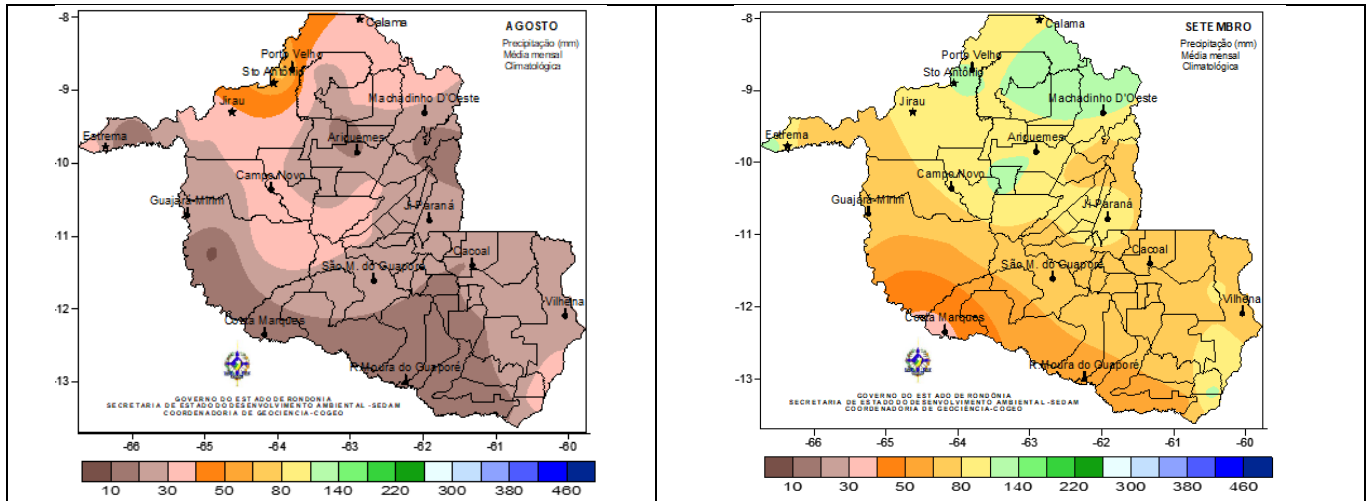 -8
AGOSTO
Calama
Precipitação (mm)
Média mensal
Climatológica
Porto Velho
Sto Antônio
-9
Jirau
Machadinho D'Oeste
Estrema
Ariquemes
-10
Campo Novo
Guajará-Mirim
Ji Paraná
-11
Cacoal
São M. do Guaporé
-12
Vilhena
Costa Marques
R.Moura do Guaporé
-13
GOVERNO DO ESTADO DE RONDÔNIA
SECRETARIA DE ESTADO DO DESENVOLVIMENTO AMBIENTAL -SEDAM
COORDENADORIA DE GEOCIÊNCIA-COGEO
-66 -65 -64 -63 -62 -61 -60
10 30 50 80 140 220 300 380 460
-8
SETEMBRO
Calama
Precipitação (mm)
Média mensal
Climatológica
Porto Velho
Sto Antônio
-9
Jirau
Machadinho D'Oeste
Estrema
Ariquemes
-10
Campo Novo
Guajará-Mirim
Ji Paraná
-11
Cacoal
São M. do Guaporé
-12
Vilhena
Costa Marques
R.Moura do Guaporé
-13
GOVERNO DO ESTADO DE RONDÔNIA
SECRETARIA DE ESTADO DO DESENVOLVIMENTO AMBIENTAL -SEDAM
COORDENADORIA DE GEOCIÊNCIA-COGEO
-66 -65 -64 -63 -62 -61 -60
10 30 50 80 140 220 300 380 460